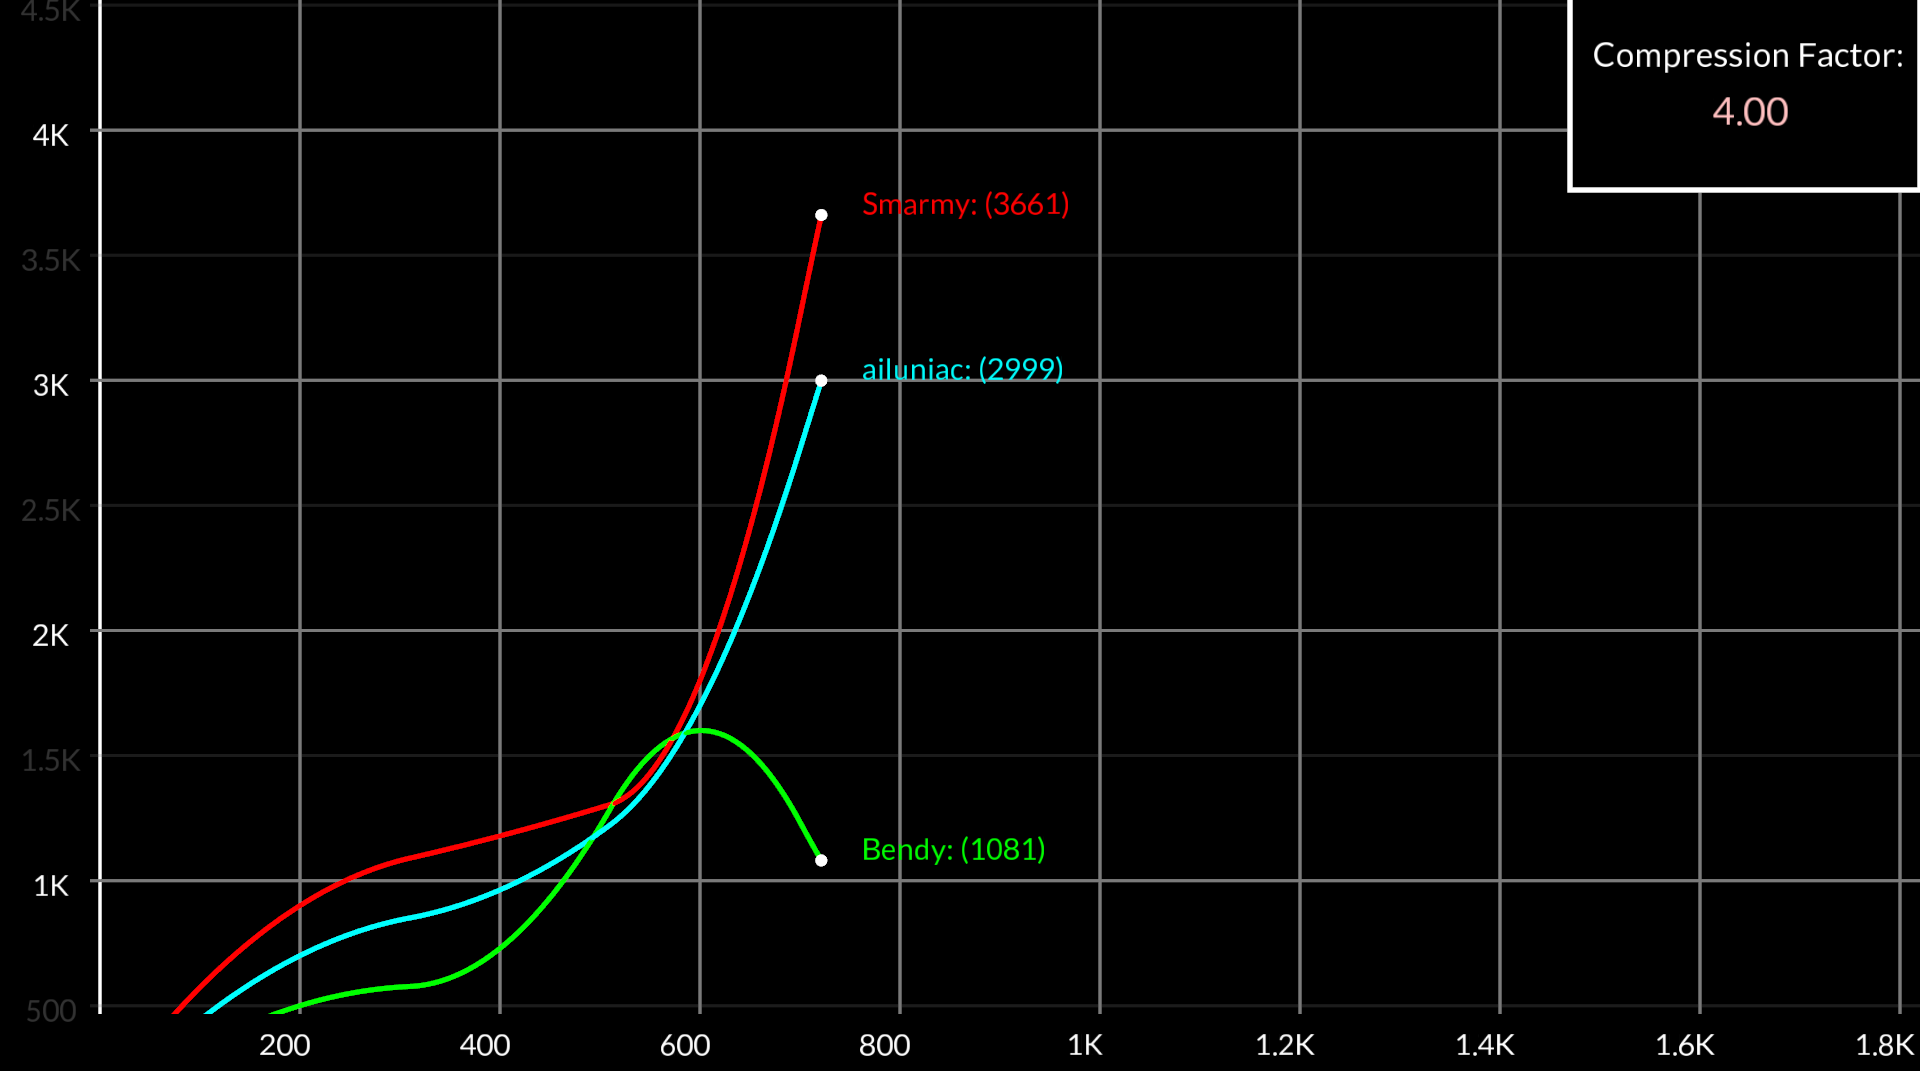 4.5K
Compression Factor:
4.00
4K
Smarmy: (3661)
3.5K
ailuniac: (2999)
3K
2.5K
2K
1.5K
Bendy: (1081)
1K
500
200 400 600 800 1K 1.2K 1.4K 1.6K 1.8K